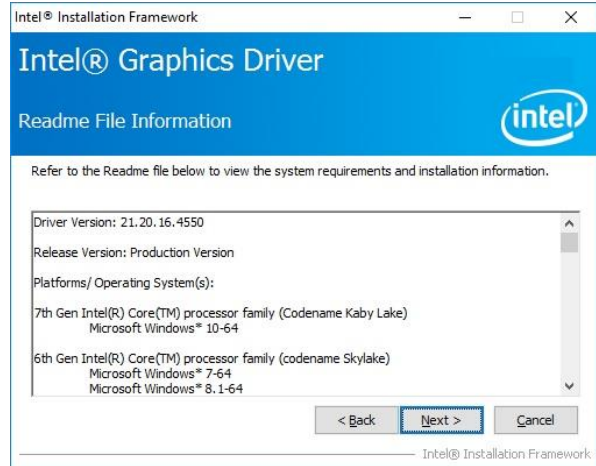 Intel® Installation Framework
Intel® Graphics Driver
Readme File Information
intel
Refer to the Readme file below to view the system requirements and installation information.
Driver Version: 21.20.16.4550
Release Version: Production Version
Platforms/ Operating System(s):
7th Gen Intel(R) Core(TM) processor family (Codename Kaby Lake)
Microsoft Windows* 10-64
6th Gen Intel(R) Core(TM) processor family (codename Skylake)
Microsoft Windows* 7-64
Microsoft Windows* 8.1-64
< Back Next > Cancel
Intel® Installation Framework